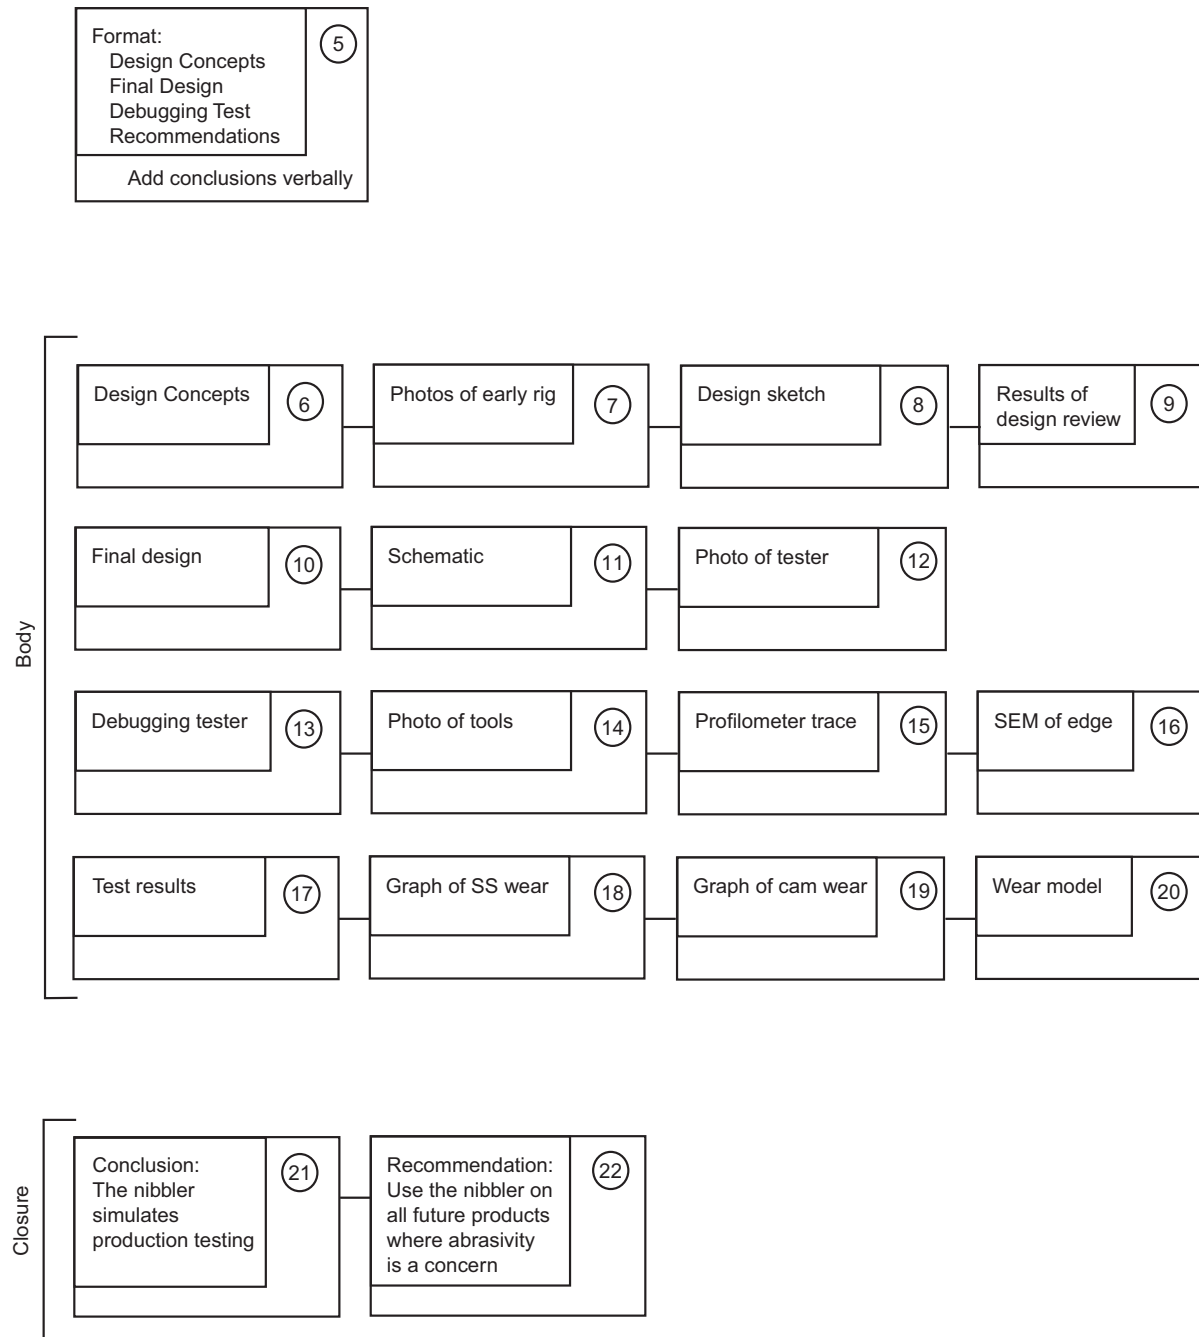 Format:
Design Concepts
Final Design
Debugging Test
Recommendations
5
Add conclusions verbally
Body
Design Concepts
6
Photos of early rig
7
Design sketch
8
Results of
design review
9
Final design
10
Schematic
11
Photo of tester
12
Debugging tester
13
Photo of tools
14
Profilometer trace
15
SEM of edge
16
Test results
17
Graph of SS wear
18
Graph of cam wear
19
Wear model
20
Closure
Conclusion:
The nibbler
simulates
production testing
21
Recommendation:
Use the nibbler on
all future products
where abrasivity
is a concern
22